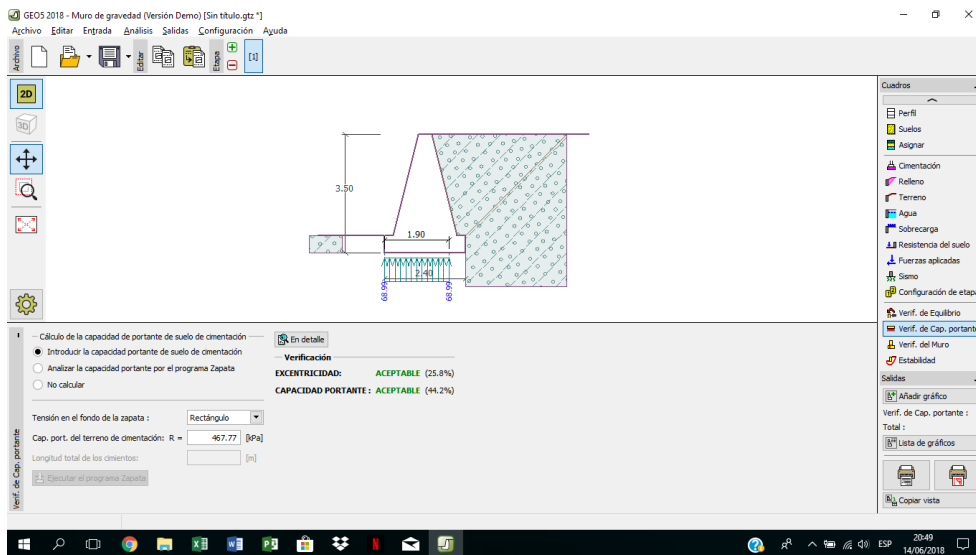 GEO5 2018 - Muro de gravedad (Versión Demo) [Sin título.gtz *]
Archivo Editar Entrada Análisis Salidas Configuración Ayuda
Archivo
Editar
Etapa
[1]
2D
3D
3.50
1.90
2.40
68.99
68.99
Cuadros
Perfil
Suelos
Asignar
Cimentación
Relleno
Terreno
Agua
Sobrecarga
Resistencia del suelo
Fuerzas aplicadas
Sismo
Configuración de etapa
Verif. de Equilibrio
Verif. de Cap. portante
Verif. del Muro
Estabilidad
Salidas
Añadir gráfico
Verif. de Cap. portante :
Total :
Lista de gráficos
Copiar vista
Verif. de Cap. portante
Cálculo de la capacidad de portante de suelo de cimentación
Introducir la capacidad portante de suelo de cimentación
Analizar la capacidad portante por el programa Zapata
No calcular
Tensión en el fondo de la zapata : Rectángulo
Cap. port. del terreno de cimentación: R = 467.77 [kPa]
Longitud total de los cimientos: [m]
Ejecutar el programa Zapata
En detalle
Verificación
EXCENTRICIDAD: ACEPTABLE (25.8%)
CAPACIDAD PORTANTE : ACEPTABLE (44.2%)
ESP
20:49
14/06/2018